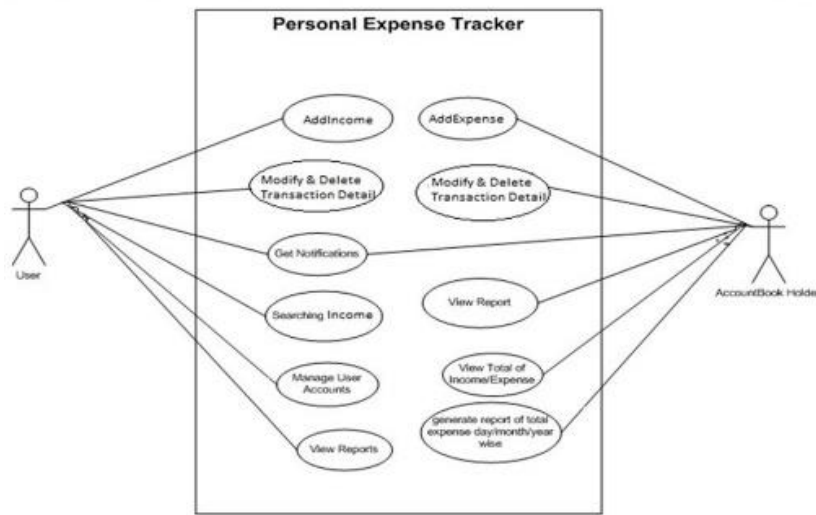 Personal Expense Tracker
AddIncome
AddExpense
Modify & Delete
Transaction Detail
Modify & Delete
Transaction Detail
User
Get Notifications
AccountBook Holde
Searching Income
View Report
Manage User
Accounts
View Total of
Income/Expense
View Reports
generate report of total
expense day/month/year
wise